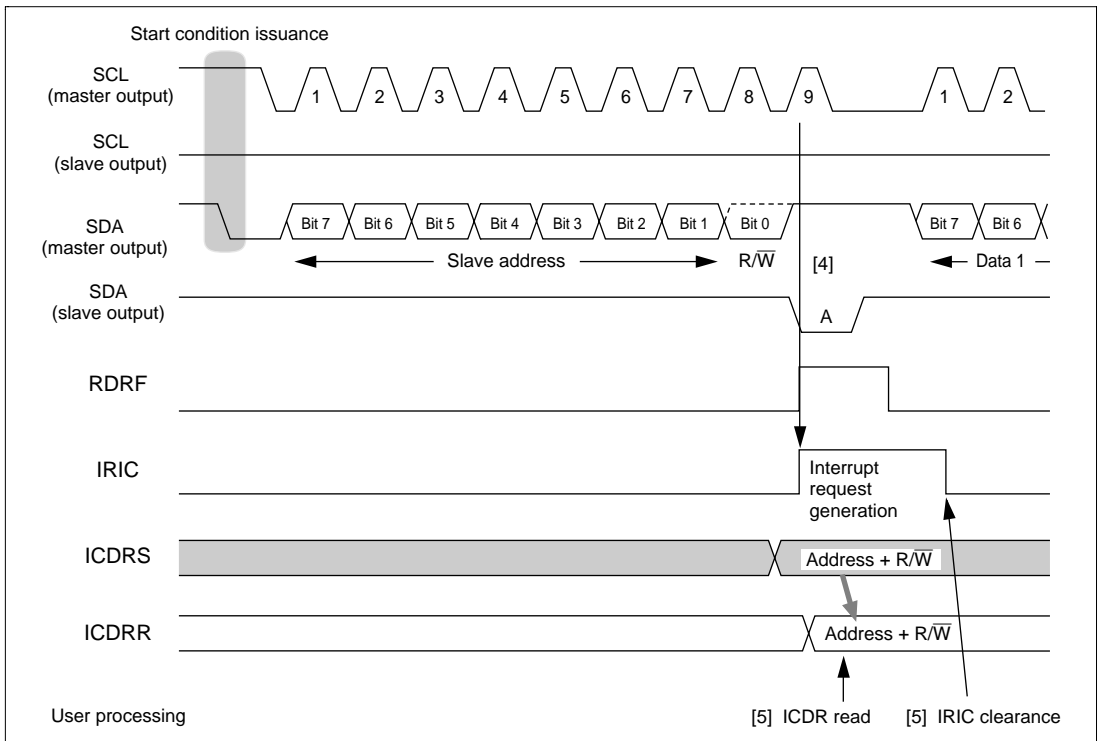 Start condition issuance
SCL
(master output)
1 2 3 4 5 6 7 8 9 1 2
SCL
(slave output)
SDA
(master output)
Bit 7 Bit 6 Bit 5 Bit 4 Bit 3 Bit 2 Bit 1 Bit 0 Bit 7 Bit 6
Slave address R/W̅ [4] Data 1
SDA
(slave output)
A
RDRF
IRIC
Interrupt
request
generation
ICDRS
Address + R/W̅
ICDRR
Address + R/W̅
User processing
[5] ICDR read
[5] IRIC clearance